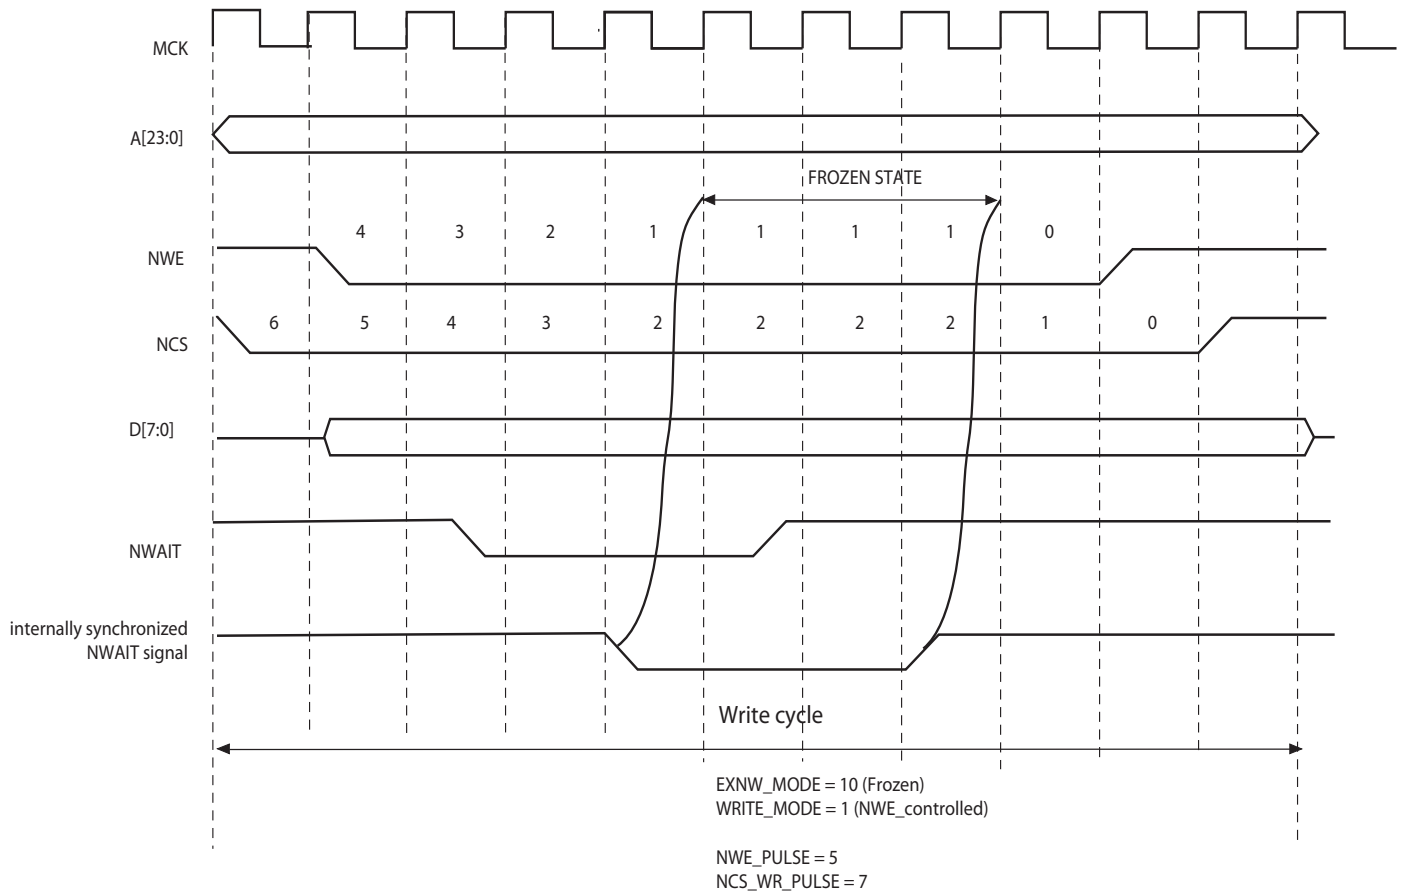 MCK
A[23:0]
FROZEN STATE
4 3 2 1 1 1 1 0
NWE
6 5 4 3 2 2 2 2 1 0
NCS
D[7:0]
NWAIT
internally synchronized
NWAIT signal
Write cycle
EXNW_MODE = 10 (Frozen)
WRITE_MODE = 1 (NWE_controlled)
NWE_PULSE = 5
NCS_WR_PULSE = 7